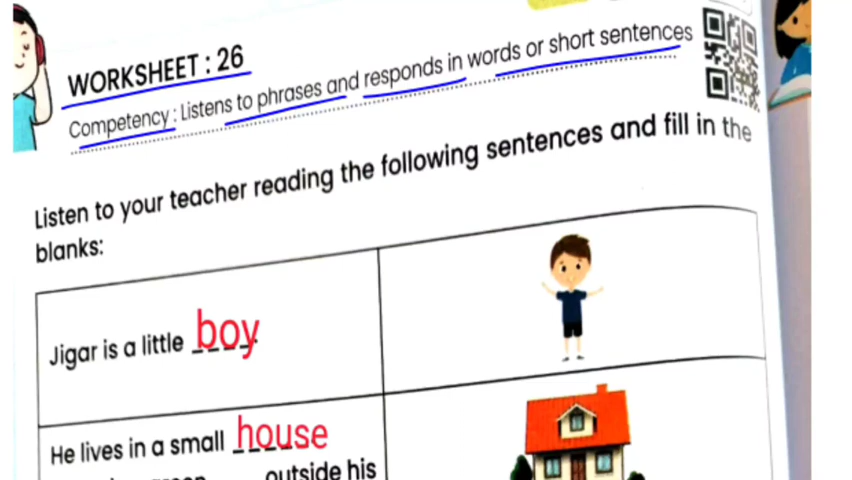 WORKSHEET : 26
Competency : Listens to phrases and responds in words or short sentences
Listen to your teacher reading the following sentences and fill in the
blanks:
Jigar is a little boy.
He lives in a small house
outside his